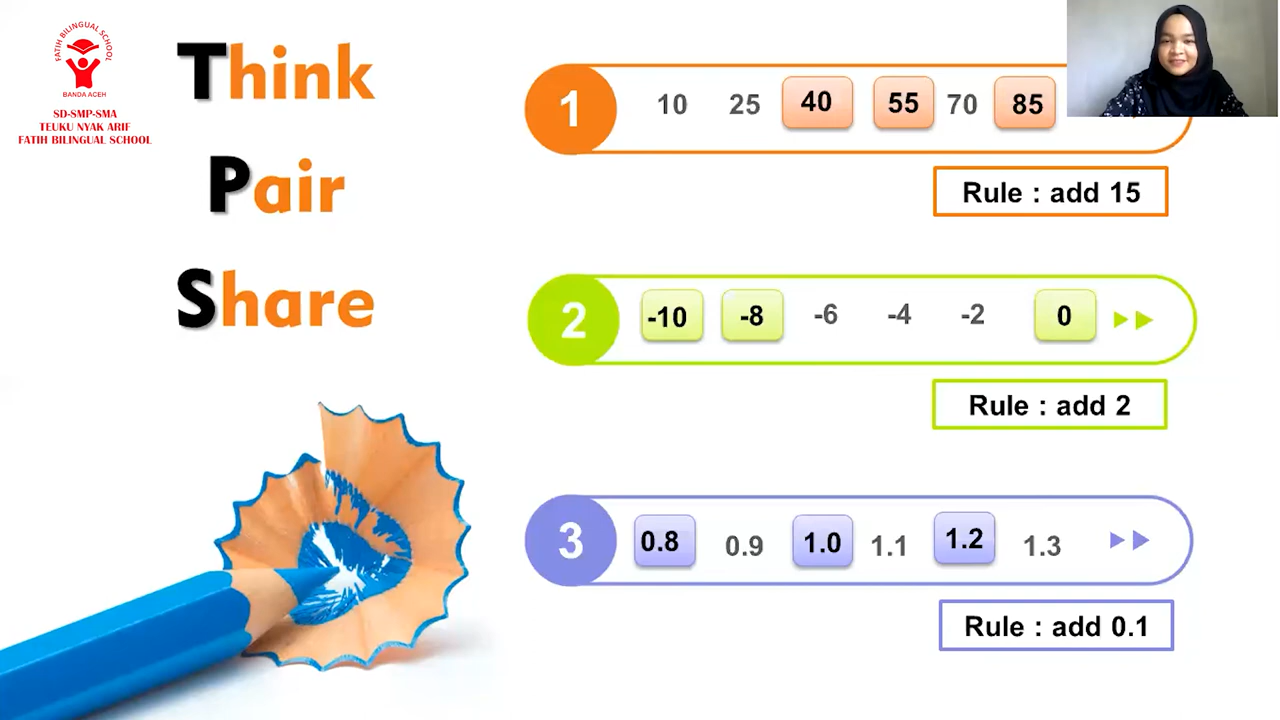 FATIH BILINGUAL SCHOOL
BANDA ACEH
SD-SMP-SMA
TEUKU NYAK ARIF
FATIH BILINGUAL SCHOOL
Think
Pair
Share
1 10 25 40 55 70 85
Rule : add 15
2 -10 -8 -6 -4 -2 0
Rule : add 2
3 0.8 0.9 1.0 1.1 1.2 1.3
Rule : add 0.1